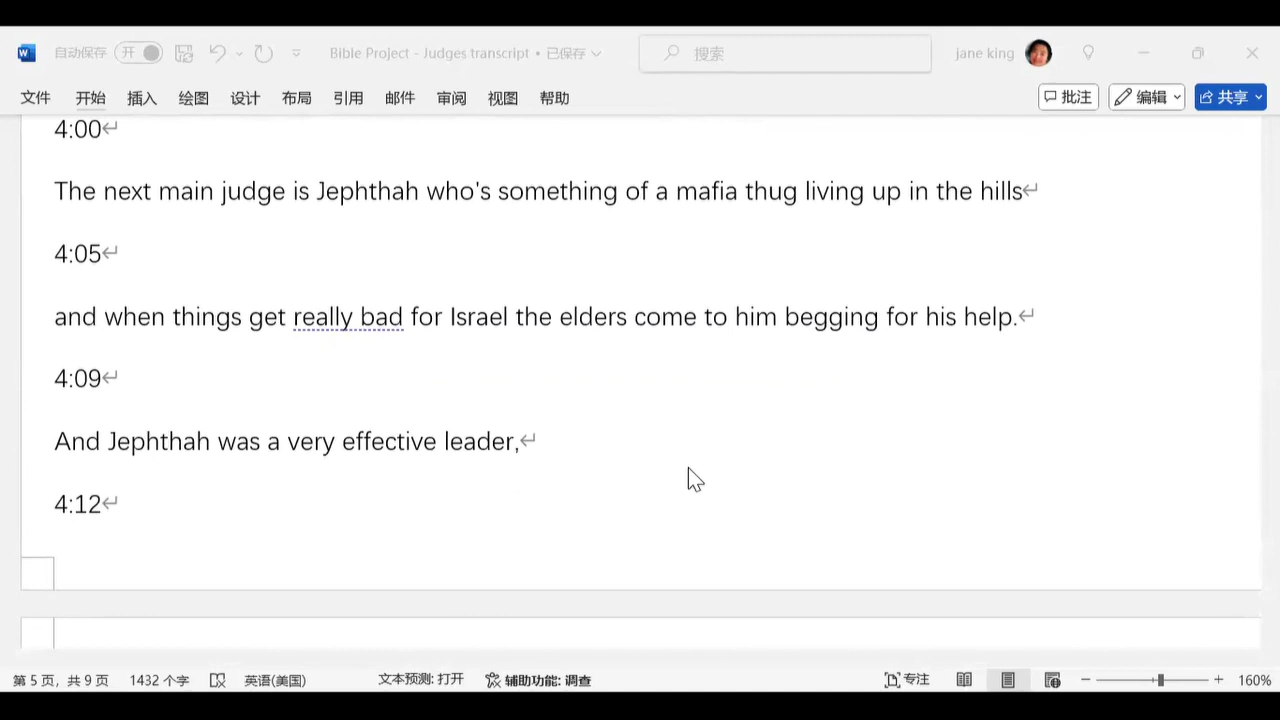 自动保存 开 Bible Project - Judges transcript • 已保存 搜索 jane king
文件 开始 插入 绘图 设计 布局 引用 邮件 审阅 视图 帮助 批注 编辑 共享
4:00↵
The next main judge is Jephthah who's something of a mafia thug living up in the hills↵
4:05↵
and when things get really bad for Israel the elders come to him begging for his help.↵
4:09↵
And Jephthah was a very effective leader,↵
4:12↵
第 5 页，共 9 页 1432 个字 英语(美国) 文本预测: 打开 辅助功能: 调查 专注 160%